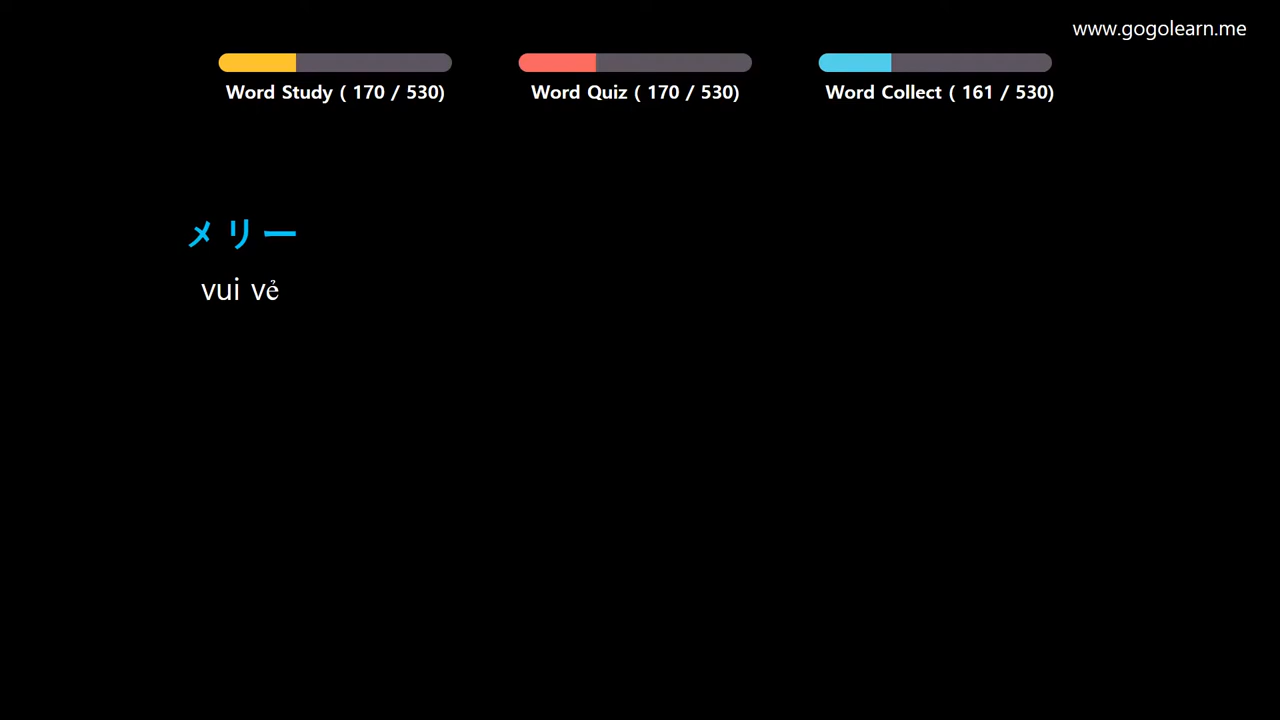 www.gogolearn.me
Word Study ( 170 / 530)
Word Quiz ( 170 / 530)
Word Collect ( 161 / 530)
メリー
vui vẻ